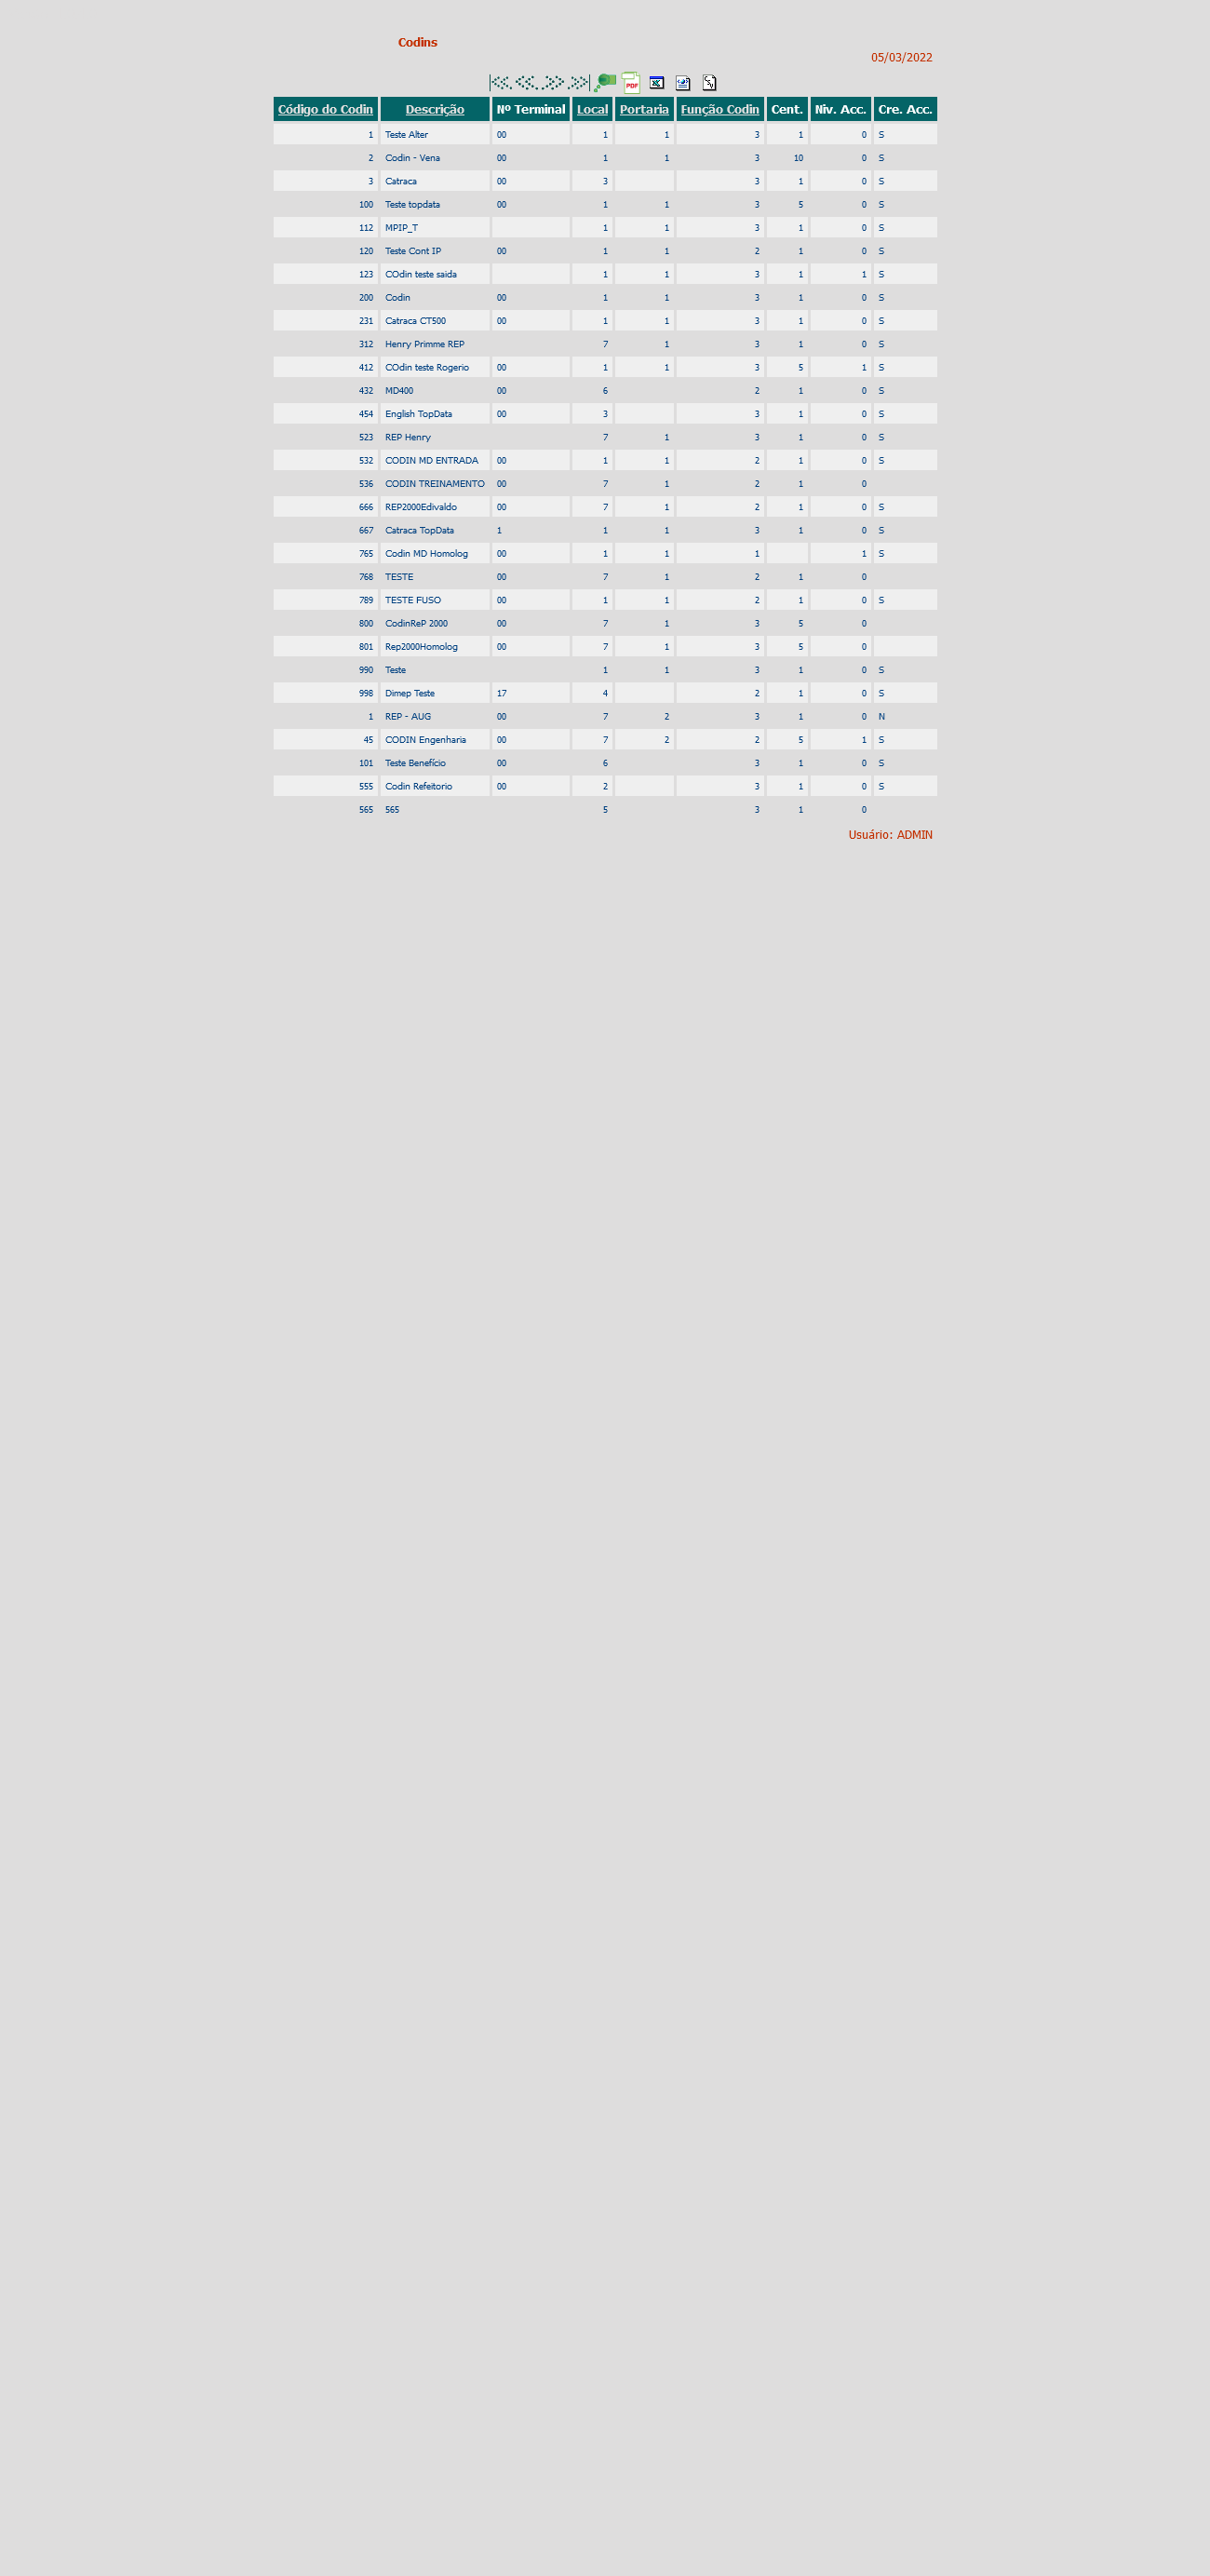 Codins
05/03/2022
PDF
Código do Codin Descrição Nº Terminal Local Portaria Função Codin Cent. Niv. Acc. Cre. Acc.
1 Teste Alter 00 1 1 3 1 0 S
2 Codin - Vena 00 1 1 3 10 0 S
3 Catraca 00 3 3 1 0 S
100 Teste topdata 00 1 1 3 5 0 S
112 MPIP_T 1 1 3 1 0 S
120 Teste Cont IP 00 1 1 2 1 0 S
123 COdin teste saida 1 1 3 1 1 S
200 Codin 00 1 1 3 1 0 S
231 Catraca CT500 00 1 1 3 1 0 S
312 Henry Primme REP 7 1 3 1 0 S
412 COdin teste Rogerio 00 1 1 3 5 1 S
432 MD400 00 6 2 1 0 S
454 English TopData 00 3 3 1 0 S
523 REP Henry 7 1 3 1 0 S
532 CODIN MD ENTRADA 00 1 1 2 1 0 S
536 CODIN TREINAMENTO 00 7 1 2 1 0
666 REP2000Edivaldo 00 7 1 2 1 0 S
667 Catraca TopData 1 1 1 3 1 0 S
765 Codin MD Homolog 00 1 1 1 1 S
768 TESTE 00 7 1 2 1 0
789 TESTE FUSO 00 1 1 2 1 0 S
800 CodinReP 2000 00 7 1 3 5 0
801 Rep2000Homolog 00 7 1 3 5 0
990 Teste 1 1 3 1 0 S
998 Dimep Teste 17 4 2 1 0 S
1 REP - AUG 00 7 2 3 1 0 N
45 CODIN Engenharia 00 7 2 2 5 1 S
101 Teste Benefício 00 6 3 1 0 S
555 Codin Refeitorio 00 2 3 1 0 S
565 565 5 3 1 0
Usuário: ADMIN